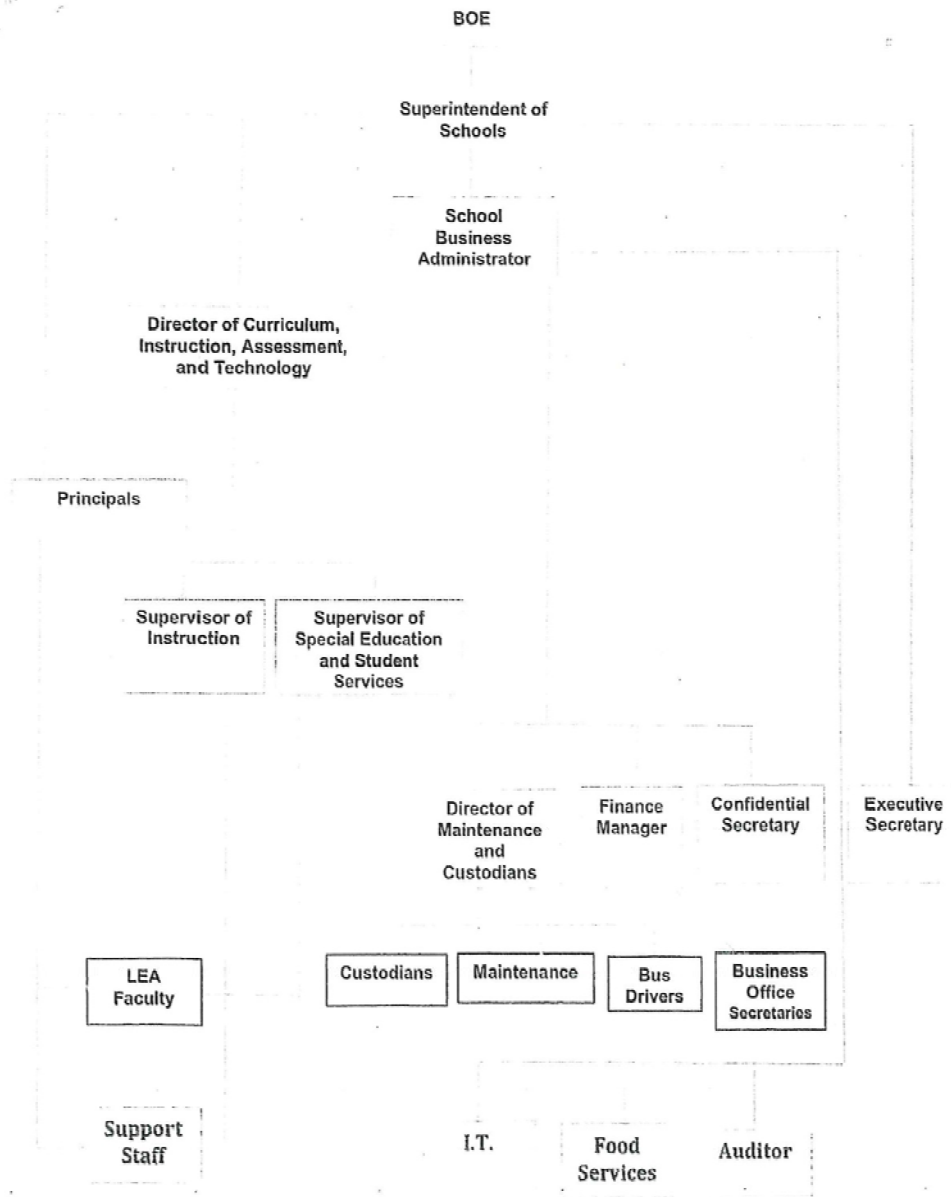 BOE
Superintendent of
Schools
School
Business
Administrator
Director of Curriculum,
Instruction, Assessment,
and Technology
Principals
Supervisor of
Instruction
Supervisor of
Special Education
and Student
Services
Director of
Maintenance
and
Custodians
Finance
Manager
Confidential
Secretary
Executive
Secretary
LEA
Faculty
Custodians
Maintenance
Bus
Drivers
Business
Office
Secretaries
Support
Staff
I.T.
Food
Services
Auditor